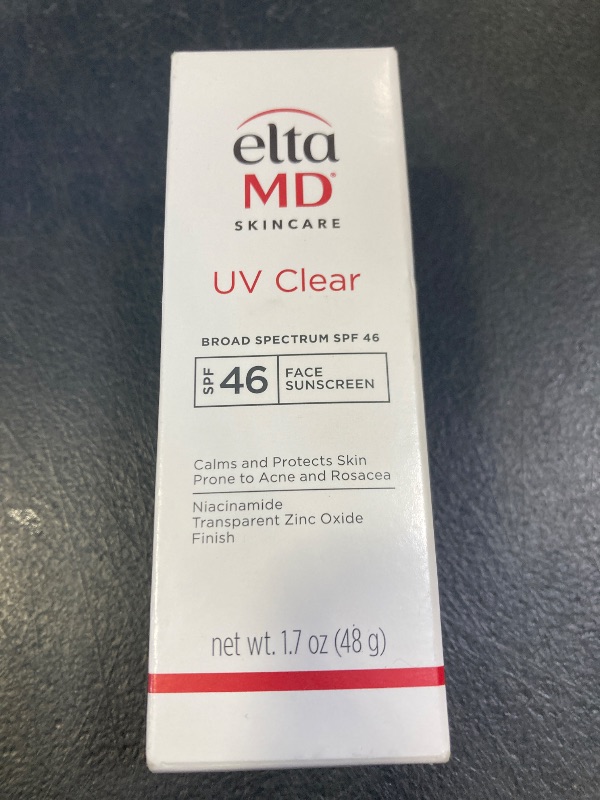 elta
MD®
SKINCARE
UV Clear
BROAD SPECTRUM SPF 46
SPF 46 FACE
SUNSCREEN
Calms and Protects Skin
Prone to Acne and Rosacea
Niacinamide
Transparent Zinc Oxide
Finish
net wt. 1.7 oz (48 g)